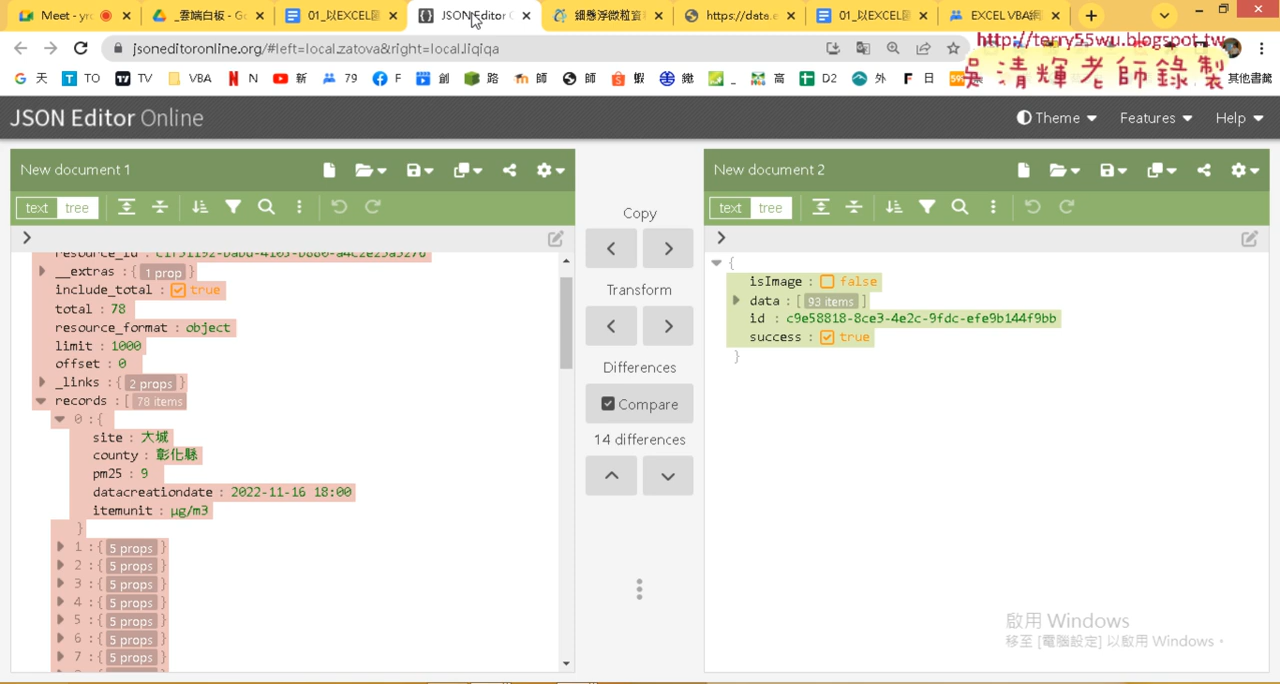 Meet - yro
_雲端白板 - Go
01_以EXCEL圖
JSON Editor O
細懸浮微粒資料
https://data.e
01_以EXCEL圖
EXCEL VBA網
jsoneditoronline.org/#left=local.zatova&right=local.liqiqa
http://terry55wu.blogspot.tw
吳清輝老師錄製
天 TO TV VBA N 新 79 F 創 路 師 師 蝦 鐵 _ 高 D2 外 日 其他書籤
JSON Editor Online
Theme Features Help
New document 1
New document 2
text tree
text tree
Copy
Transform
Differences
Compare
14 differences
__extras : { 1 prop }
include_total : true
total : 78
resource_format : object
limit : 1000
offset : 0
_links : { 2 props }
records : [ 78 items
0 : {
site : 大城
county : 彰化縣
pm25 : 9
datacreationdate : 2022-11-16 18:00
itemunit : μg/m3
}
1 : { 5 props }
2 : { 5 props }
3 : { 5 props }
4 : { 5 props }
5 : { 5 props }
6 : { 5 props }
7 : { 5 props }
{
isImage : false
data : [ 93 items ]
id : c9e58818-8ce3-4e2c-9fdc-efe9b144f9bb
success : true
}
啟用 Windows
移至 [電腦設定] 以啟用 Windows。